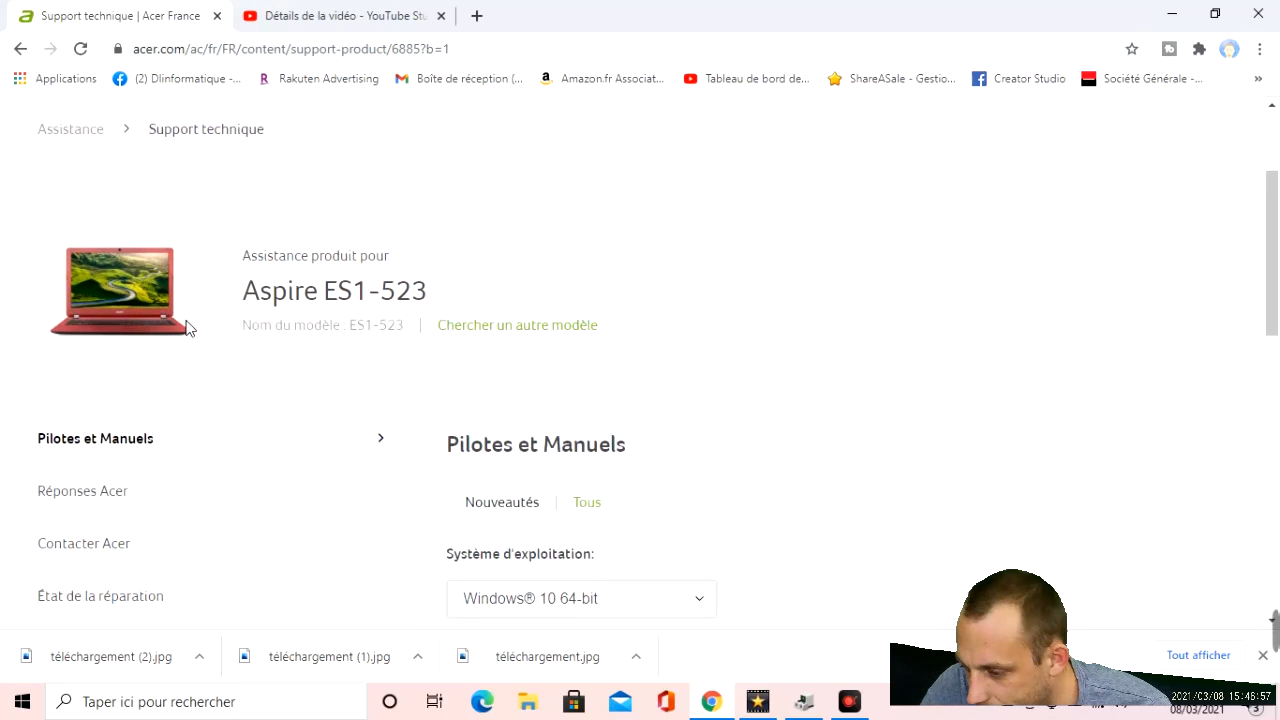 Support technique | Acer France
Détails de la vidéo - YouTube Stu
acer.com/ac/fr/FR/content/support-product/6885?b=1
Applications
(2) DIinformatique -...
Rakuten Advertising
Boîte de réception (...
Amazon.fr Associat...
Tableau de bord de...
ShareASale - Gestio...
Creator Studio
Société Générale -...
Assistance > Support technique
Assistance produit pour
Aspire ES1-523
Nom du modèle . ES1-523 | Chercher un autre modèle
Pilotes et Manuels
Réponses Acer
Contacter Acer
État de la réparation
Pilotes et Manuels
Nouveautés | Tous
Système d'exploitation:
Windows® 10 64-bit
téléchargement (2).jpg
téléchargement (1).jpg
téléchargement.jpg
Tout afficher
Taper ici pour rechercher
2021/03/08 15:46:57
08/03/2021